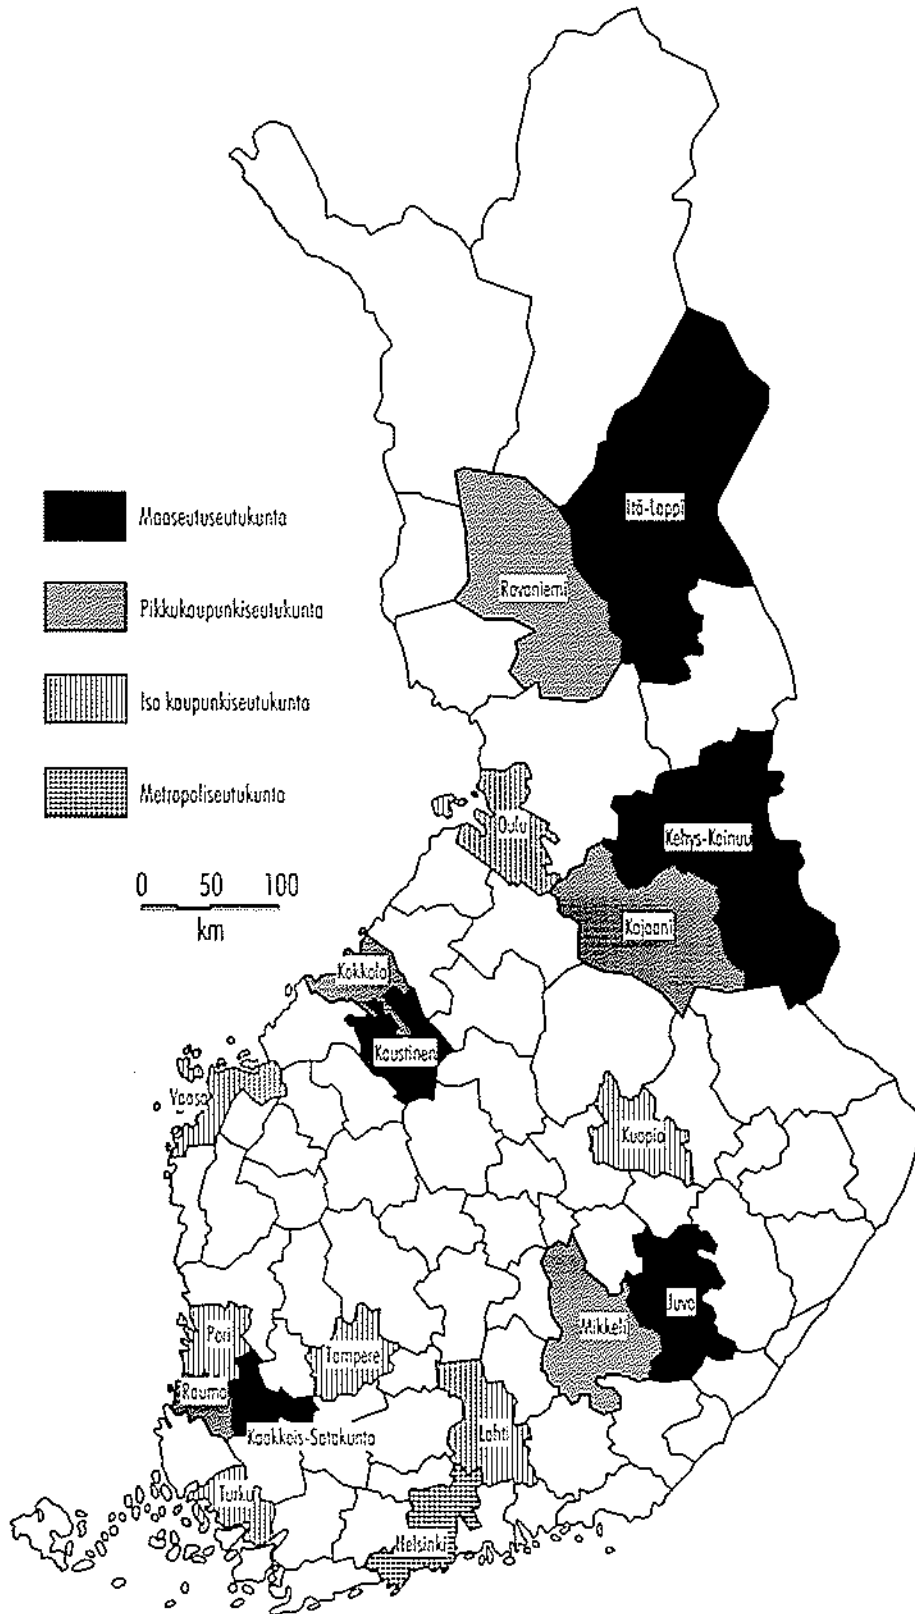 Maaseutuseutukunta
Pikkukaupunkiseutukunta
Iso kaupunkiseutukunta
Metropoliseutukunta
0 50 100
km
Itä-Lappi
Rovaniemi
Oulu
Kehys-Kainuu
Kajaani
Kokkola
Kaustinen
Vaasa
Kuopio
Juva
Mikkeli
Pori
Tampere
Rauma
Kaakkois-Satakunta
Lahti
Turku
Helsinki